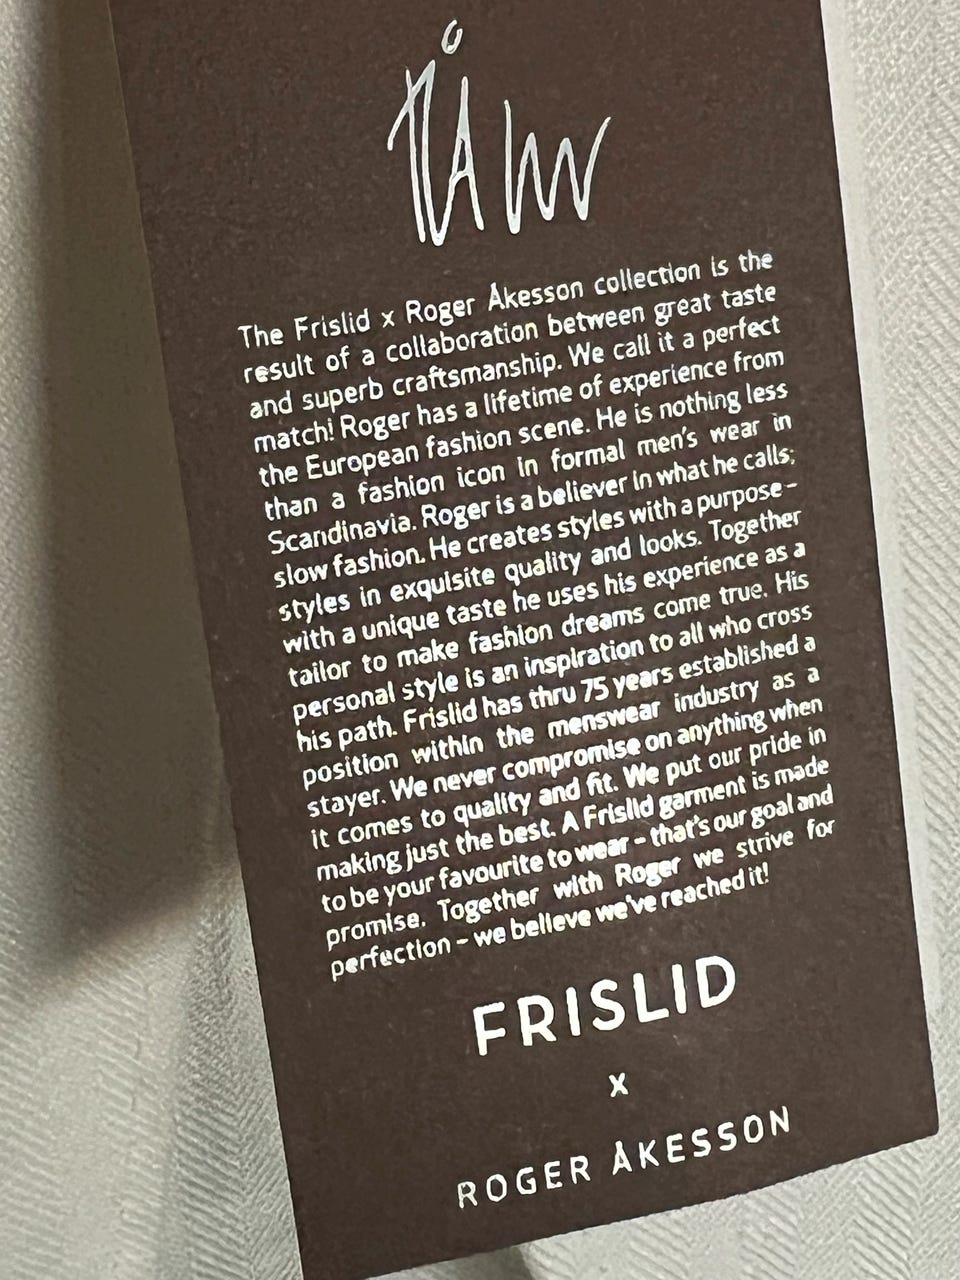 The Frislid x Roger Åkesson collection is the
result of a collaboration between great taste
and superb craftsmanship. We call it a perfect
match! Roger has a lifetime of experience from
the European fashion scene. He is nothing less
than a fashion icon in formal men's wear in
Scandinavia. Roger is a believer in what he calls;
slow fashion. He creates styles with a purpose –
styles in exquisite quality and looks. Together
with a unique taste he uses his experience as a
tailor to make fashion dreams come true. His
personal style is an inspiration to all who cross
his path. Frislid has thru 75 years established a
position within the menswear industry as a
stayer. We never compromise on anything when
it comes to quality and fit. We put our pride in
making just the best. A Frislid garment is made
to be your favourite to wear – that's our goal and
promise. Together with Roger we strive for
perfection – we believe we've reached it!
FRISLID
x
ROGER ÅKESSON